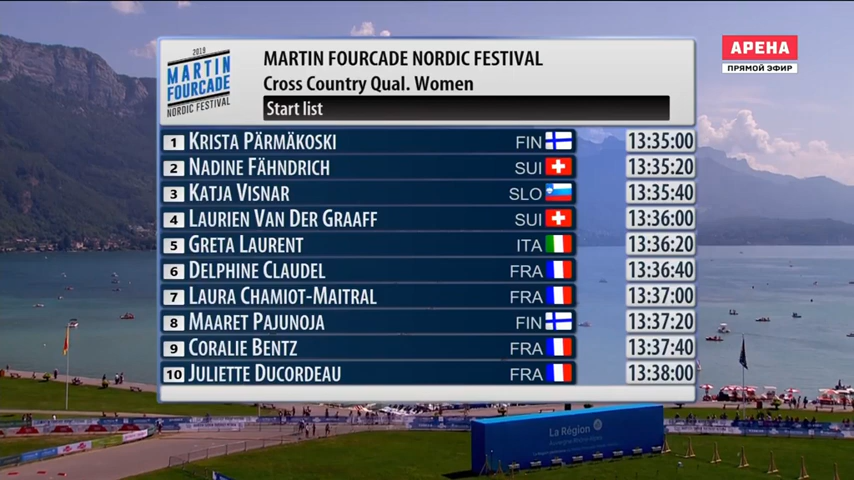 2019
MARTIN
FOURCADE
NORDIC FESTIVAL
MARTIN FOURCADE NORDIC FESTIVAL
Cross Country Qual. Women
Start list
АРЕНА
ПРЯМОЙ ЭФИР
1 KRISTA PÄRMÄKOSKI FIN 13:35:00
2 NADINE FÄHNDRICH SUI 13:35:20
3 KATJA VISNAR SLO 13:35:40
4 LAURIEN VAN DER GRAAFF SUI 13:36:00
5 GRETA LAURENT ITA 13:36:20
6 DELPHINE CLAUDEL FRA 13:36:40
7 LAURA CHAMIOT-MAITRAL FRA 13:37:00
8 MAARET PAJUNOJA FIN 13:37:20
9 CORALIE BENTZ FRA 13:37:40
10 JULIETTE DUCORDEAU FRA 13:38:00
La Région
Auvergne-Rhône-Alpes